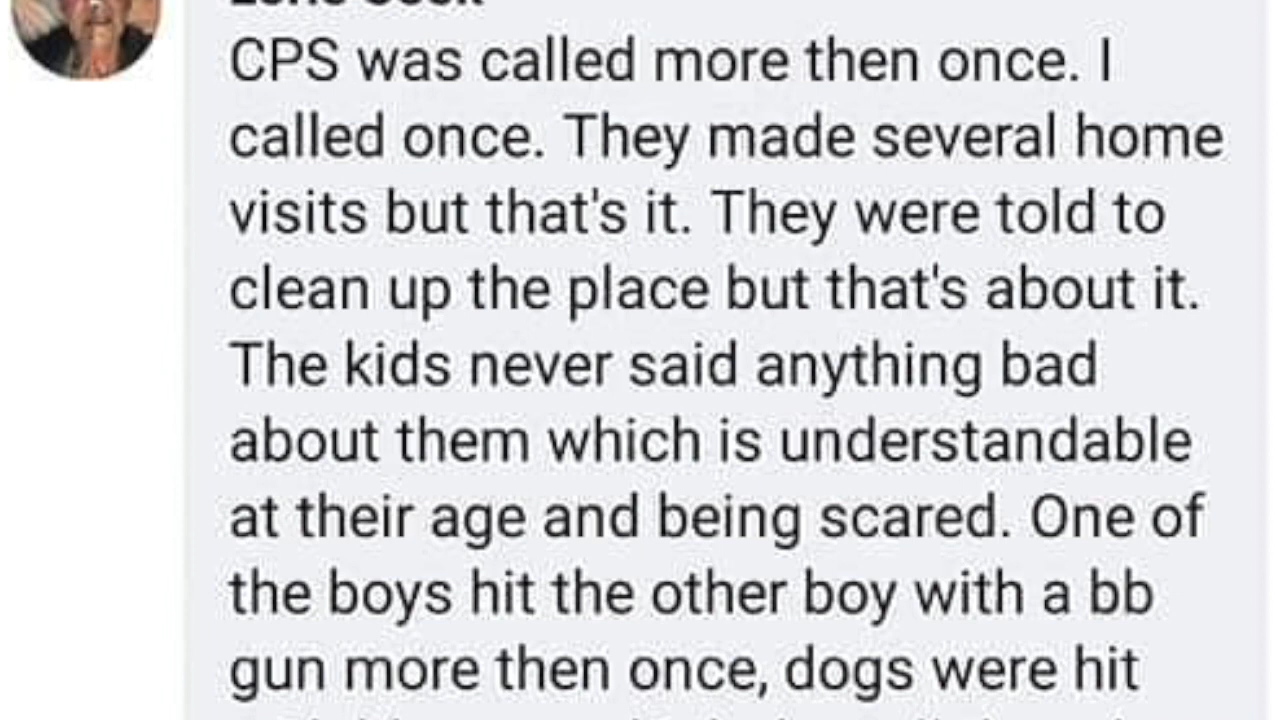 CPS was called more then once. I
called once. They made several home
visits but that's it. They were told to
clean up the place but that's about it.
The kids never said anything bad
about them which is understandable
at their age and being scared. One of
the boys hit the other boy with a bb
gun more then once, dogs were hit